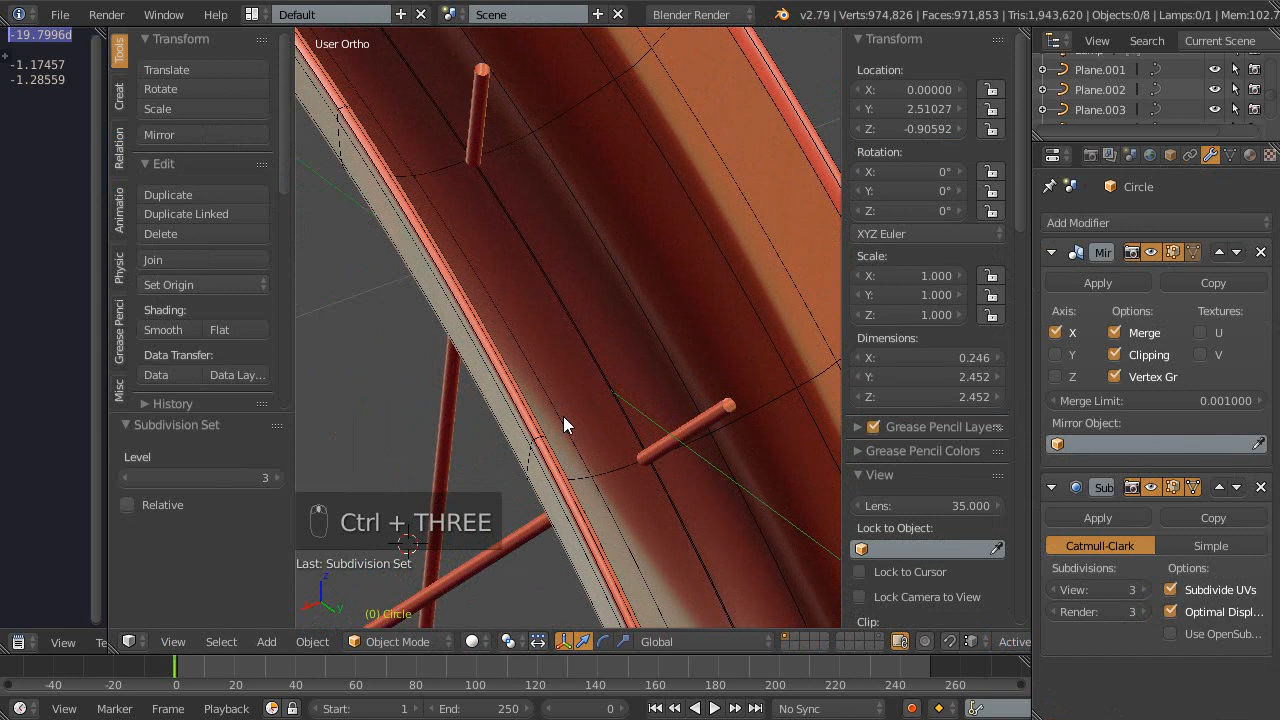 File Render Window Help Default Scene Blender Render v2.79 | Verts:974,826 | Faces:971,853 | Tris:1,943,620 | Objects:0/8 | Lamps:0/1 | Mem:102.
-19.7996d
-1.17457
-1.28559
Tools
Creat
Relation
Animatio
Physic
Grease Penci
Misc
Transform
Translate
Rotate
Scale
Mirror
Edit
Duplicate
Duplicate Linked
Delete
Join
Set Origin
Shading:
Smooth Flat
Data Transfer:
Data Data Lay...
History
Subdivision Set
Level
3
Relative
User Ortho
Ctrl + THREE
Last: Subdivision Set
z
x
y
(0) Circle
Transform
Location:
X: 0.00000
Y: 2.51027
Z: -0.90592
Rotation:
X: 0°
Y: 0°
Z: 0°
XYZ Euler
Scale:
X: 1.000
Y: 1.000
Z: 1.000
Dimensions:
X: 0.246
Y: 2.452
Z: 2.452
Grease Pencil Layers
Grease Pencil Colors
View
Lens: 35.000
Lock to Object:
Lock to Cursor
Lock Camera to View
Clip:
View Search Current Scene
Plane.001
Plane.002
Plane.003
Circle
Add Modifier
Mir
Apply Copy
Axis: Options: Textures:
X Merge U
Y Clipping V
Z Vertex Gr
Merge Limit: 0.001000
Mirror Object:
Sub
Apply Copy
Catmull-Clark Simple
Subdivisions: Options:
View: 3 Subdivide UVs
Render: 3 Optimal Displ...
Use OpenSub...
View Te View Select Add Object Object Mode Global Active
-40 -20 0 20 40 60 80 100 120 140 160 180 200 220 240 260
View Marker Frame Playback Start: 1 End: 250 0 No Sync